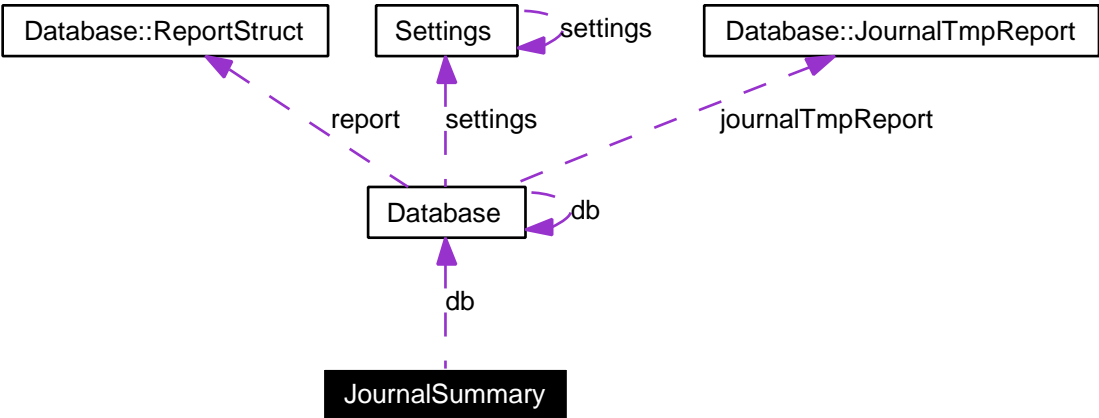 Database::ReportStruct
Settings
settings
Database::JournalTmpReport
report
settings
journalTmpReport
Database
db
db
JournalSummary